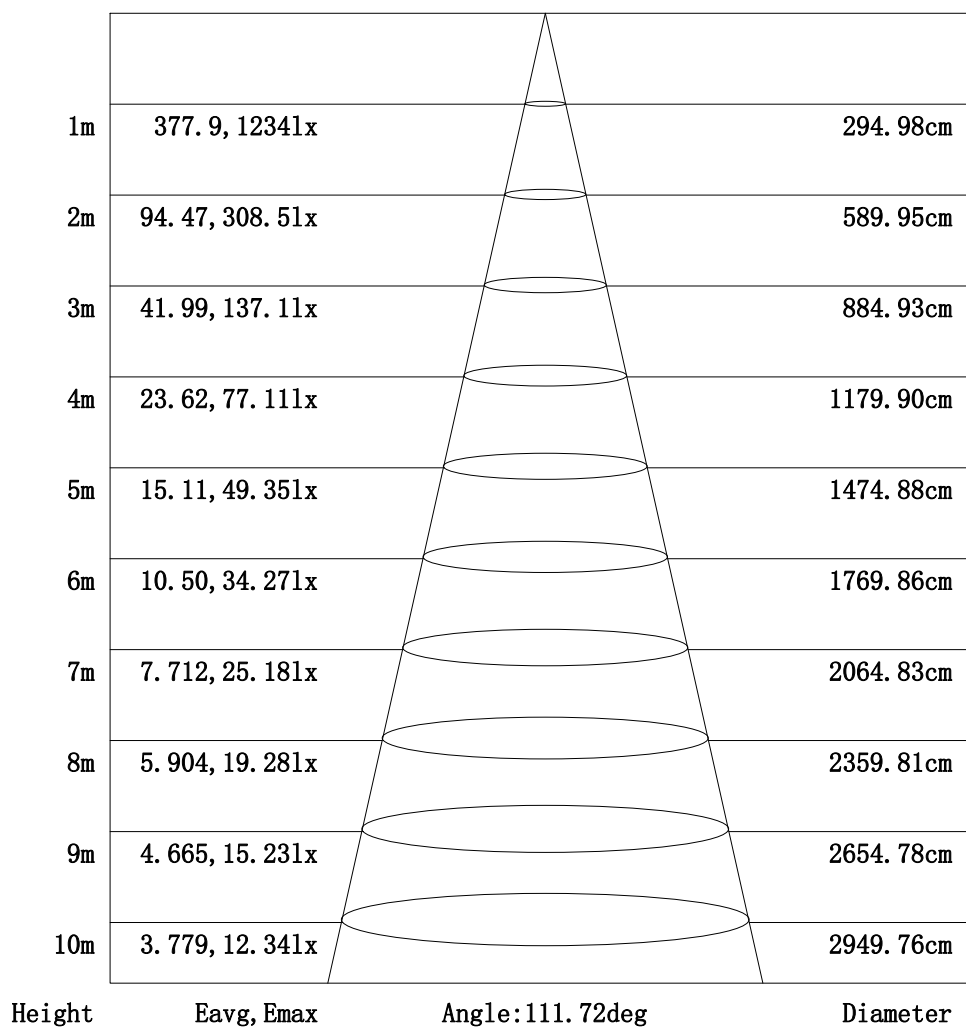 1m 377.9,1234lx 294.98cm
2m 94.47,308.5lx 589.95cm
3m 41.99,137.1lx 884.93cm
4m 23.62,77.11lx 1179.90cm
5m 15.11,49.35lx 1474.88cm
6m 10.50,34.27lx 1769.86cm
7m 7.712,25.18lx 2064.83cm
8m 5.904,19.28lx 2359.81cm
9m 4.665,15.23lx 2654.78cm
10m 3.779,12.34lx 2949.76cm
Height Eavg,Emax Angle:111.72deg Diameter